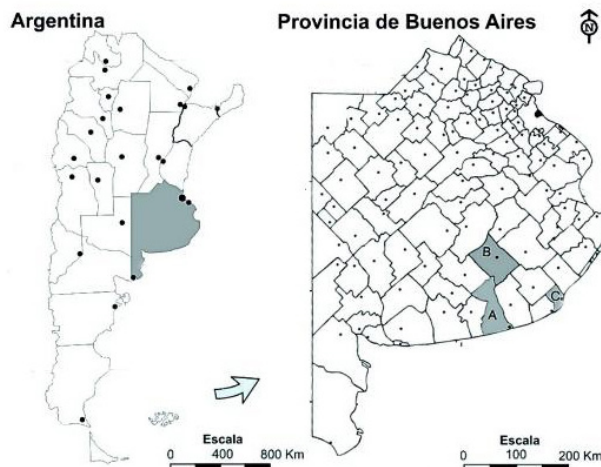 Argentina
Provincia de Buenos Aires
N
B
A
C
Escala
0 400 800 Km
Escala
0 100 200 Km